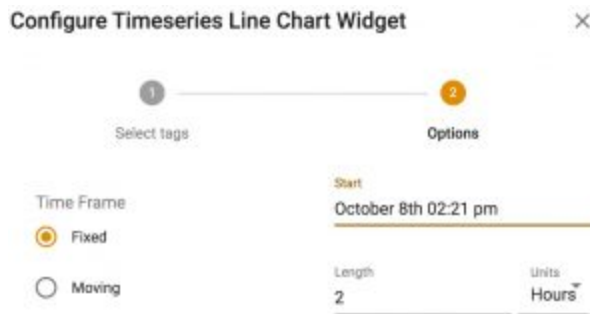 Configure Timeseries Line Chart Widget
1
2
Select tags
Options
Time Frame
Start
October 8th 02:21 pm
Fixed
Moving
Length
Units
2
Hours